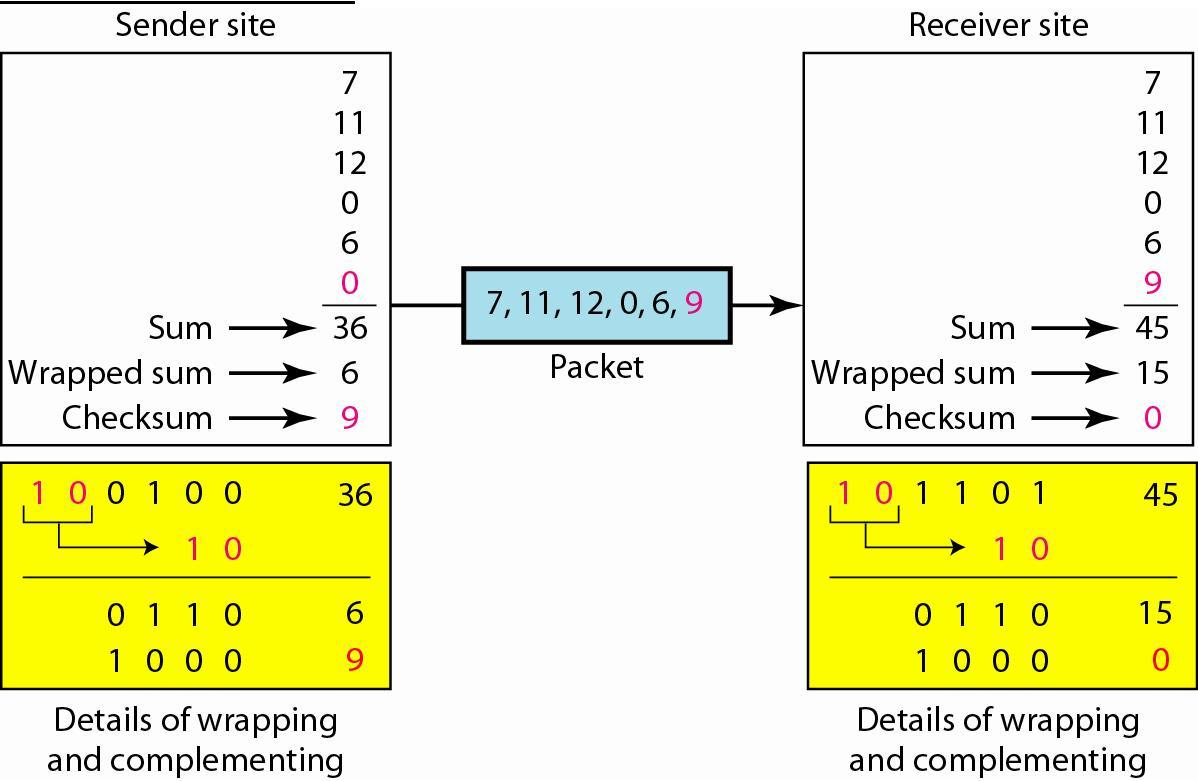 Sender site
7
11
12
0
6
0
Sum 36
Wrapped sum 6
Checksum 9
1 0 0 1 0 0 36
1 0
0 1 1 0 6
1 0 0 0 9
Details of wrapping
and complementing
7, 11, 12, 0, 6, 9
Packet
Receiver site
7
11
12
0
6
9
Sum 45
Wrapped sum 15
Checksum 0
1 0 1 1 0 1 45
1 0
0 1 1 0 15
1 0 0 0 0
Details of wrapping
and complementing